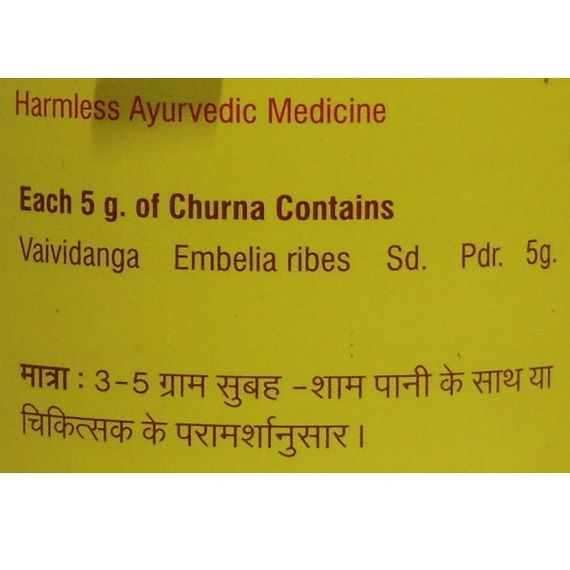 Harmless Ayurvedic Medicine
Each 5 g. of Churna Contains
Vaividanga Embelia ribes Sd. Pdr. 5g.
मात्रा : 3-5 ग्राम सुबह -शाम पानी के साथ या
चिकित्सक के परामर्शानुसार।